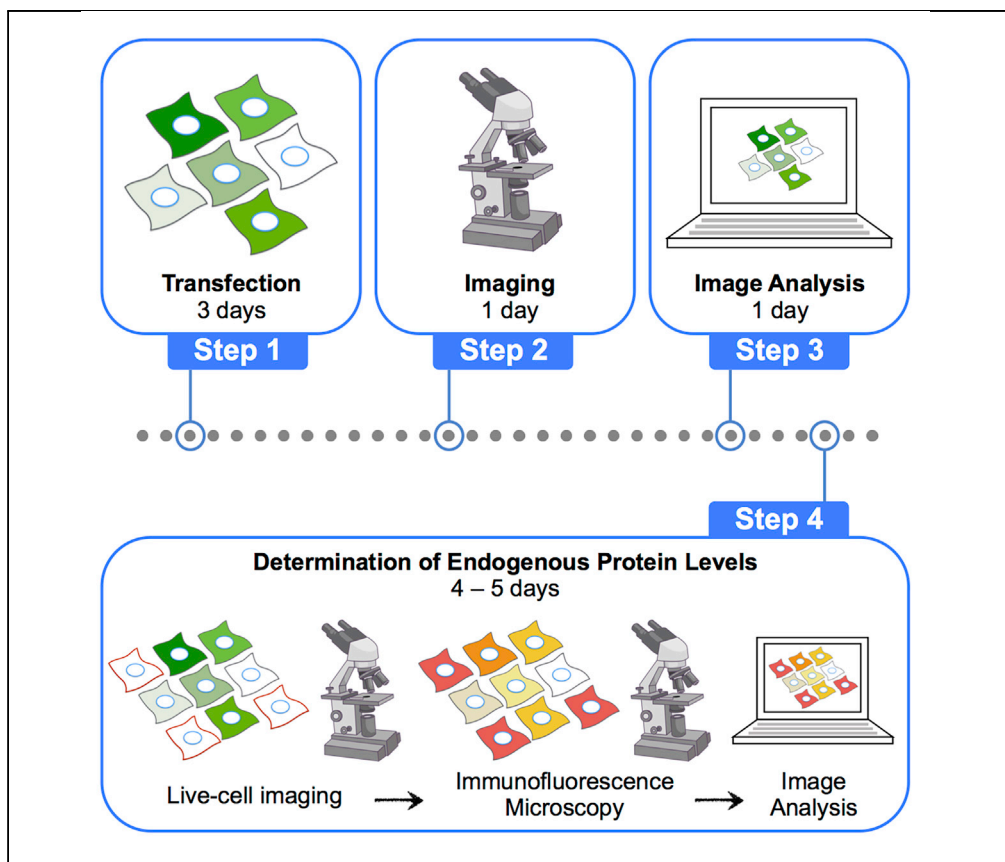 Transfection
3 days
Step 1
Imaging
1 day
Step 2
Image Analysis
1 day
Step 3
Step 4
Determination of Endogenous Protein Levels
4 – 5 days
Live-cell imaging
Immunofluorescence
Microscopy
Image
Analysis